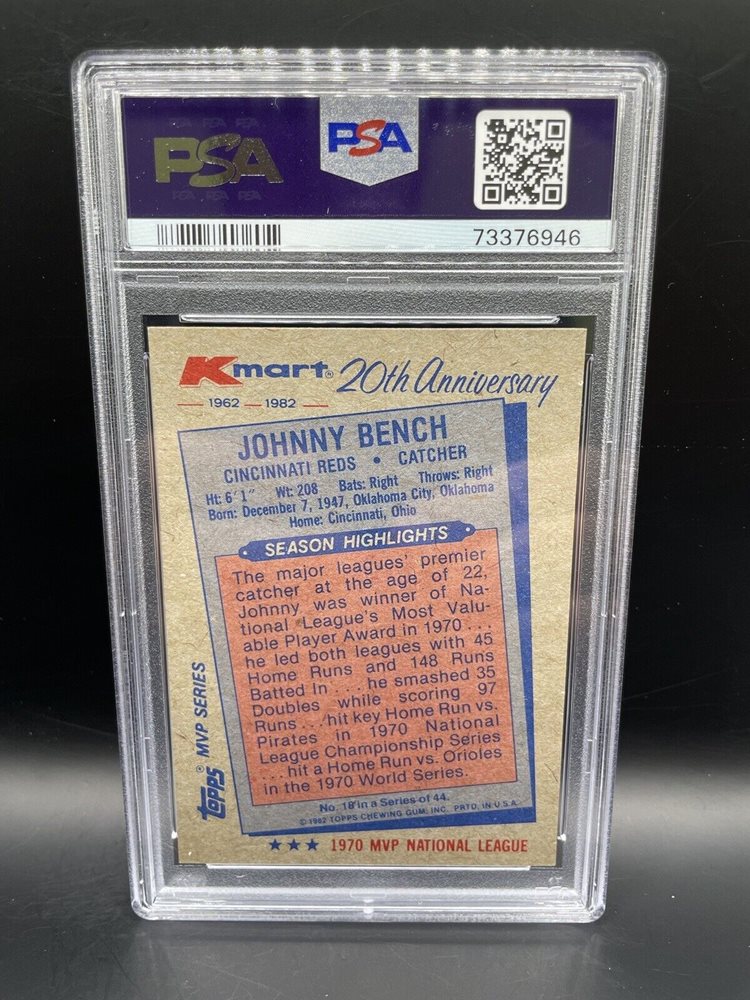 PSA
PSA
73376946
Kmart® 20th Anniversary
1962 — 1982
JOHNNY BENCH
CINCINNATI REDS • CATCHER
Ht: 6'1" Wt: 208 Bats: Right Throws: Right
Born: December 7, 1947, Oklahoma City, Oklahoma
Home: Cincinnati, Ohio
SEASON HIGHLIGHTS
The major leagues' premier
catcher at the age of 22,
Johnny was winner of Na-
tional League's Most Valu-
able Player Award in 1970 . . .
he led both leagues with 45
Home Runs and 148 Runs
Batted In . . . he smashed 35
Doubles while scoring 97
Runs . . . hit key Home Run vs.
Pirates in 1970 National
League Championship Series
. . . hit a Home Run vs. Orioles
in the 1970 World Series.
No. 18 in a Series of 44.
© 1982 TOPPS CHEWING GUM, INC. PRTD. IN U.S.A.
topps® MVP SERIES
★★★ 1970 MVP NATIONAL LEAGUE